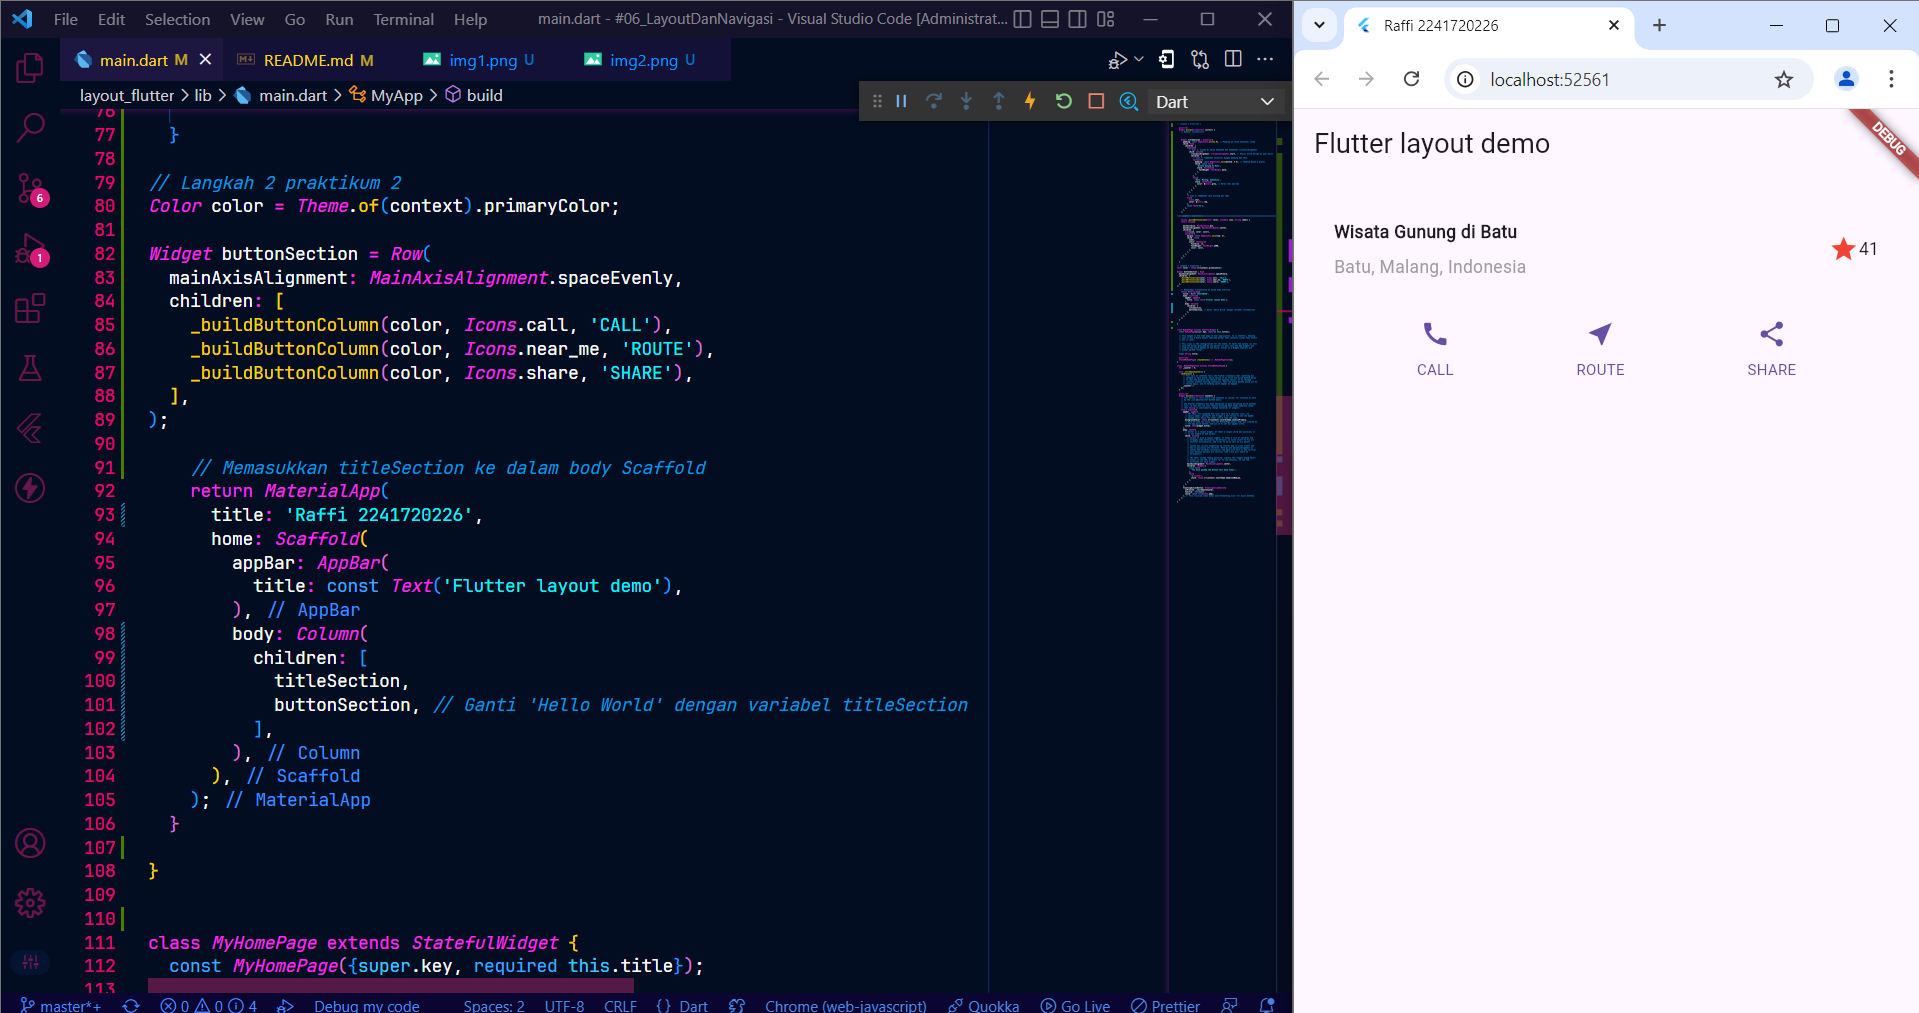 File Edit Selection View Go Run Terminal Help
main.dart - #06_LayoutDanNavigasi - Visual Studio Code [Administrat...
main.dart M
README.md M
img1.png U
img2.png U
layout_flutter > lib > main.dart > MyApp > build
Dart
6
1
76
77 }
78
79 // Langkah 2 praktikum 2
80 Color color = Theme.of(context).primaryColor;
81
82 Widget buttonSection = Row(
83 mainAxisAlignment: MainAxisAlignment.spaceEvenly,
84 children: [
85 _buildButtonColumn(color, Icons.call, 'CALL'),
86 _buildButtonColumn(color, Icons.near_me, 'ROUTE'),
87 _buildButtonColumn(color, Icons.share, 'SHARE'),
88 ],
89 );
90
91 // Memasukkan titleSection ke dalam body Scaffold
92 return MaterialApp(
93 title: 'Raffi 2241720226',
94 home: Scaffold(
95 appBar: AppBar(
96 title: const Text('Flutter layout demo'),
97 ), // AppBar
98 body: Column(
99 children: [
100 titleSection,
101 buttonSection, // Ganti 'Hello World' dengan variabel titleSection
102 ],
103 ), // Column
104 ), // Scaffold
105 ); // MaterialApp
106 }
107
108 }
109
110
111 class MyHomePage extends StatefulWidget {
112 const MyHomePage({super.key, required this.title});
113
master*+ 0 0 4 Debug my code Spaces: 2 UTF-8 CRLF {} Dart Chrome (web-javascript) Quokka Go Live Prettier
Raffi 2241720226
localhost:52561
DEBUG
Flutter layout demo
Wisata Gunung di Batu
Batu, Malang, Indonesia
41
CALL ROUTE SHARE